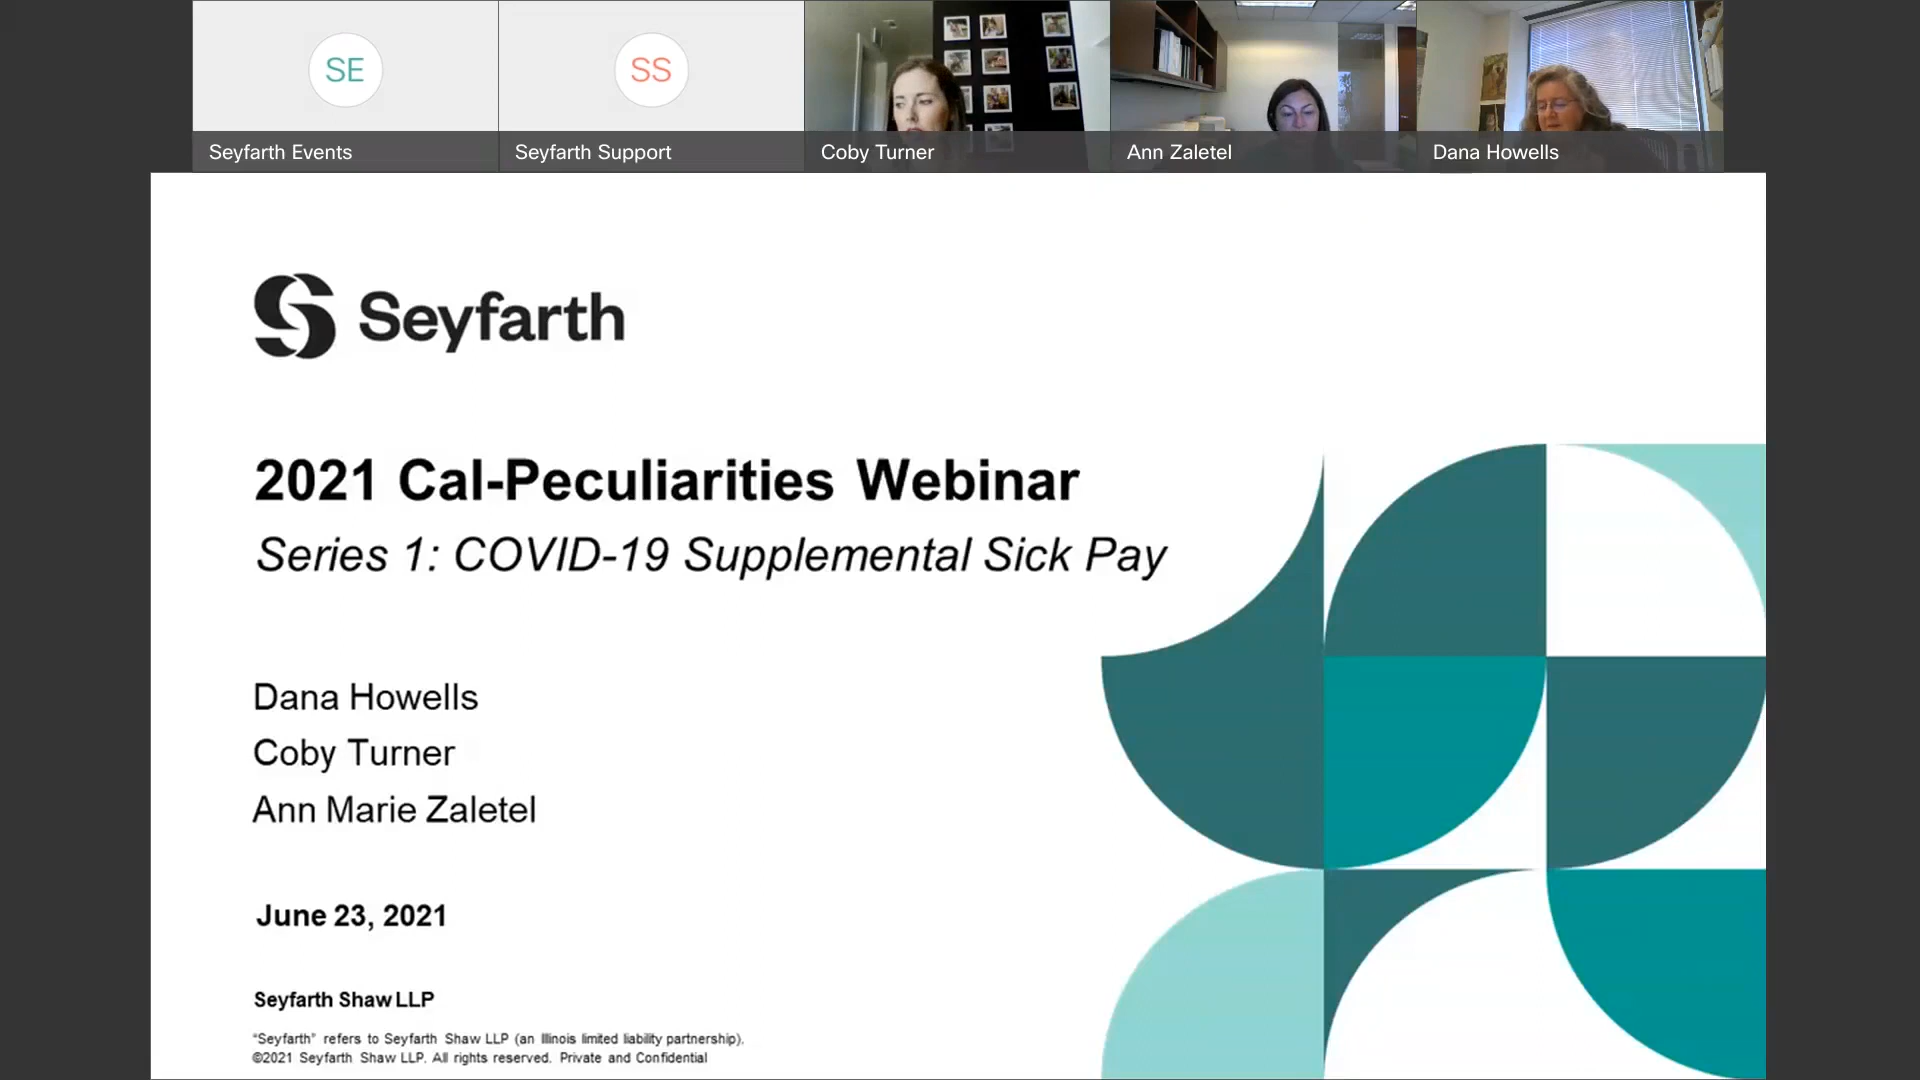 SE
SS
Seyfarth Events
Seyfarth Support
Coby Turner
Ann Zaletel
Dana Howells
Seyfarth
2021 Cal-Peculiarities Webinar
Series 1: COVID-19 Supplemental Sick Pay
Dana Howells
Coby Turner
Ann Marie Zaletel
June 23, 2021
Seyfarth Shaw LLP
“Seyfarth” refers to Seyfarth Shaw LLP (an Illinois limited liability partnership).
©2021 Seyfarth Shaw LLP. All rights reserved. Private and Confidential